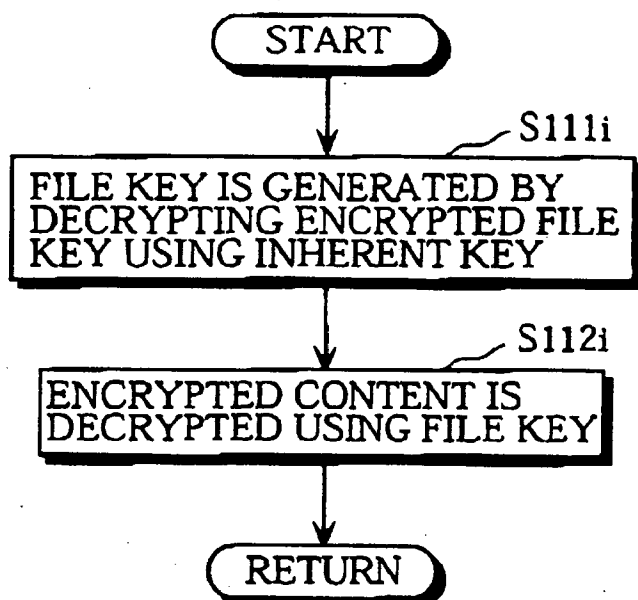 START
S111i
FILE KEY IS GENERATED BY
DECRYPTING ENCRYPTED FILE
KEY USING INHERENT KEY
S112i
ENCRYPTED CONTENT IS
DECRYPTED USING FILE KEY
RETURN